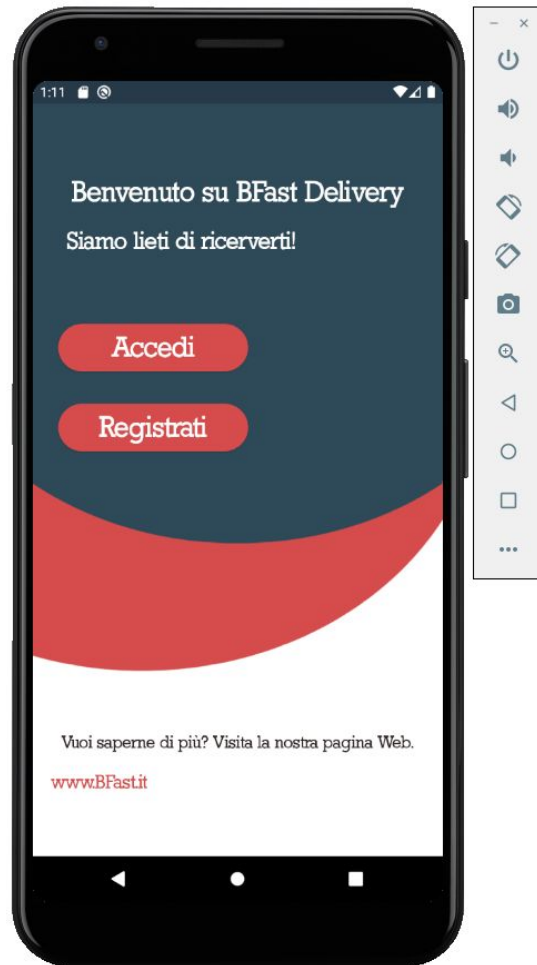 1:11
Benvenuto su BFast Delivery
Siamo lieti di ricerverti!
Accedi
Registrati
Vuoi saperne di più? Visita la nostra pagina Web.
www.BFast.it